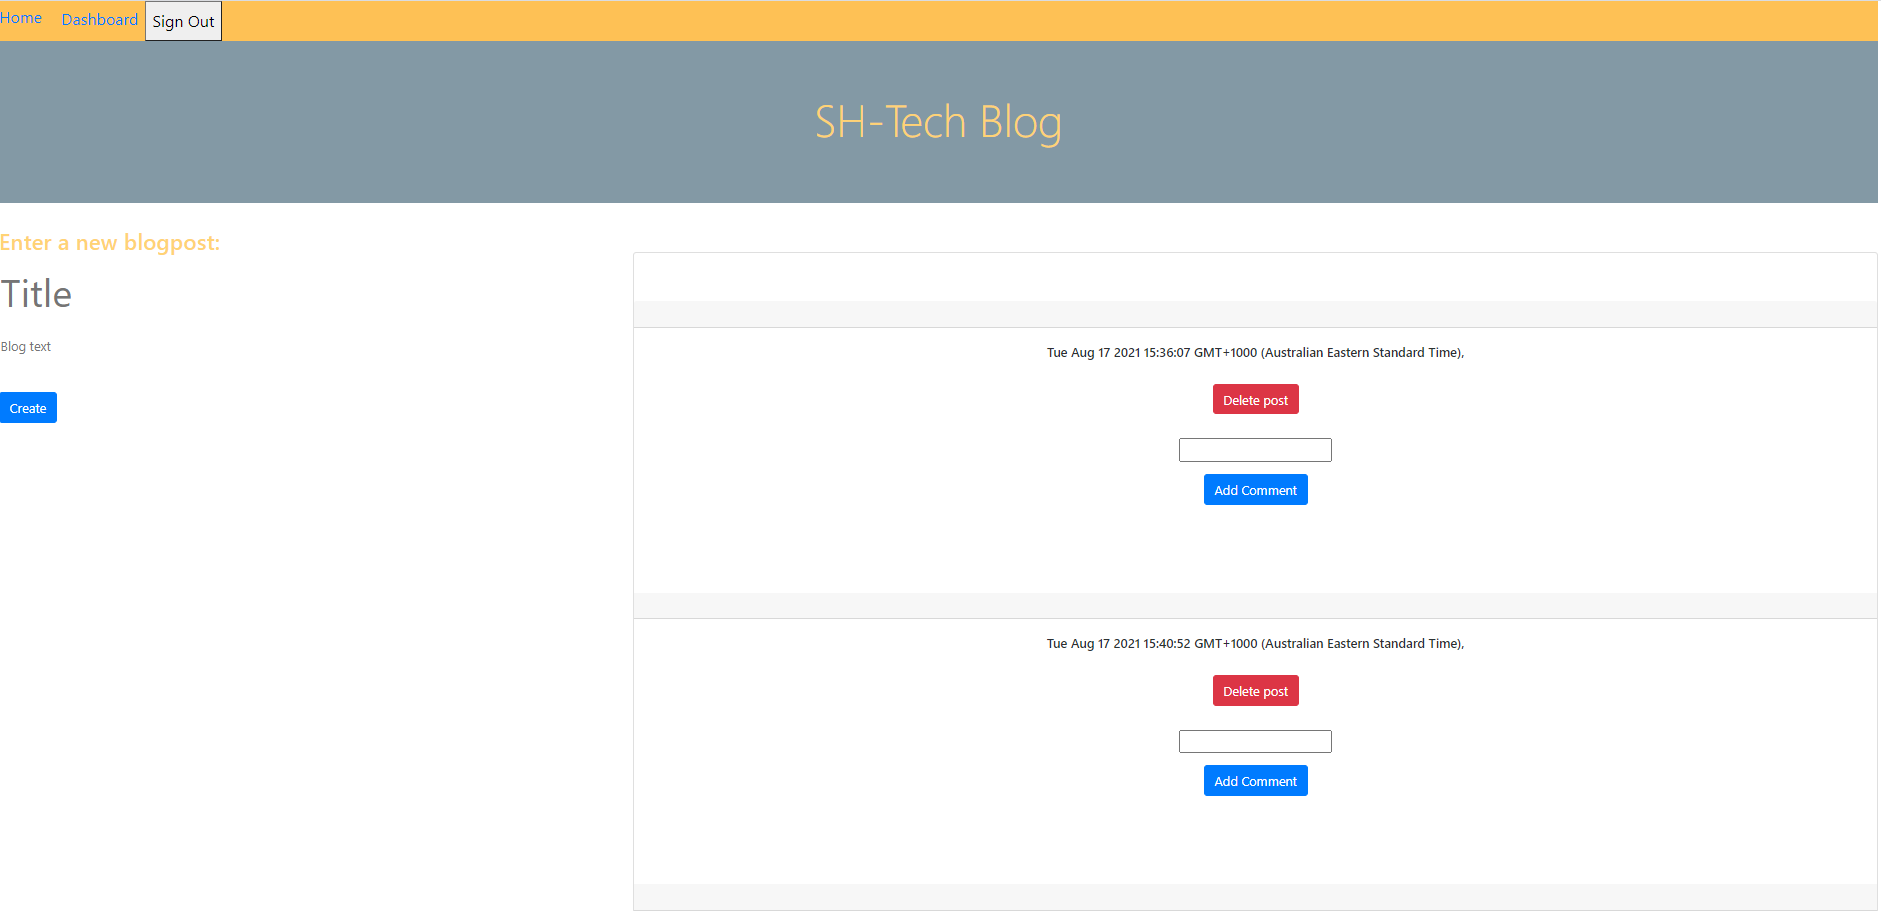 Home Dashboard Sign Out
SH-Tech Blog
Enter a new blogpost:
Title
Blog text
Create
Tue Aug 17 2021 15:36:07 GMT+1000 (Australian Eastern Standard Time),
Delete post
Add Comment
Tue Aug 17 2021 15:40:52 GMT+1000 (Australian Eastern Standard Time),
Delete post
Add Comment